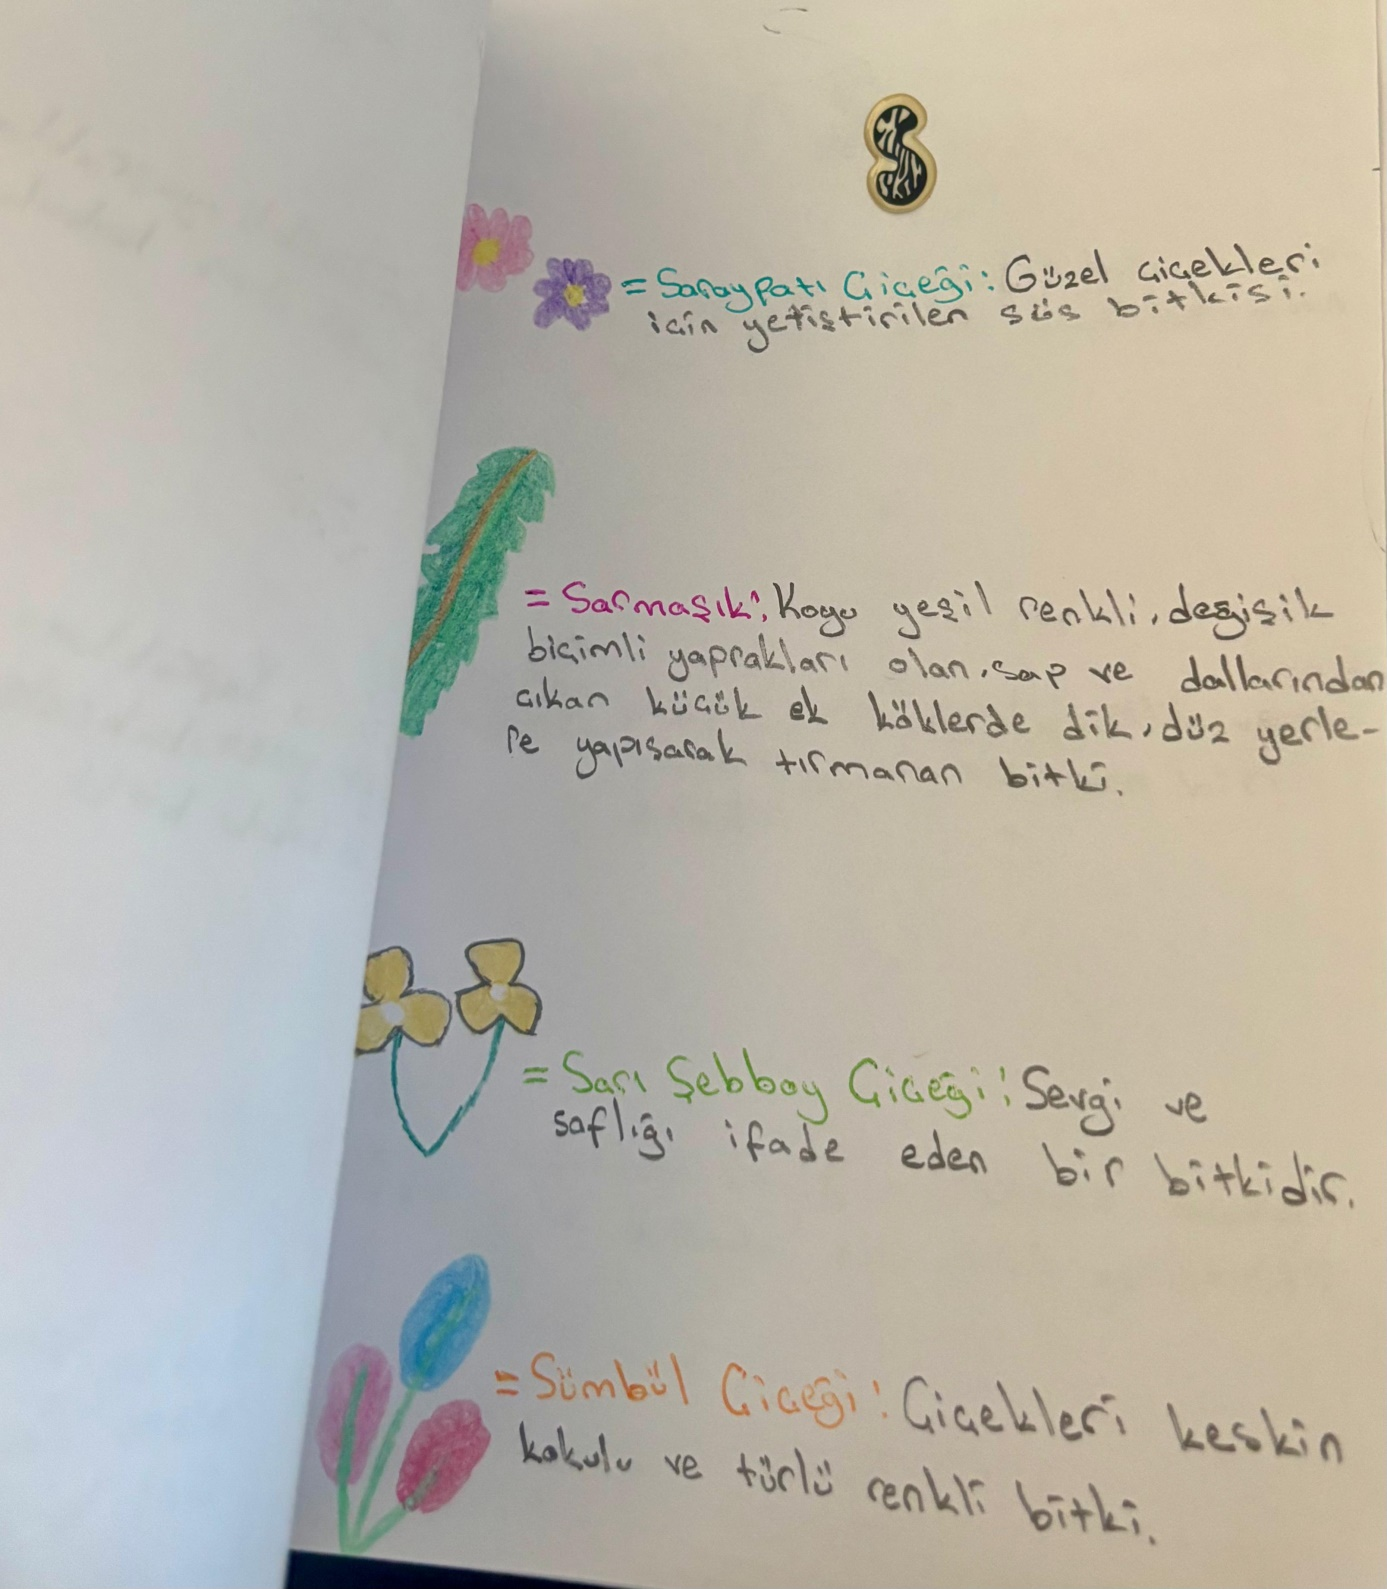 S
= Saraypatı Çiçeği: Güzel çiçekleri
için yetiştirilen süs bitkisi.
= Sarmaşık: Koyu yeşil renkli, değişik
biçimli yaprakları olan, sap ve dallarından
çıkan küçük ek köklerde dik, düz yerle-
re yapışarak tırmanan bitki.
= Sarı Şebboy Çiçeği: Sevgi ve
saflığı ifade eden bir bitkidir.
= Sümbül Çiçeği: Çiçekleri keskin
kokulu ve türlü renkli bitki.